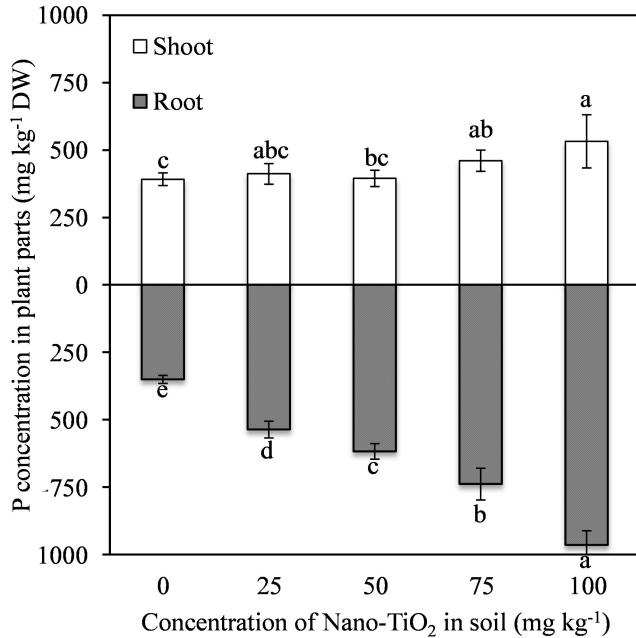 P concentration in plant parts (mg kg⁻¹ DW)
1000
750
500
250
0
250
500
-750
1000
Shoot
Root
c
abc
bc
ab
a
e
d
c
b
a
0 25 50 75 100
Concentration of Nano-TiO₂ in soil (mg kg⁻¹)